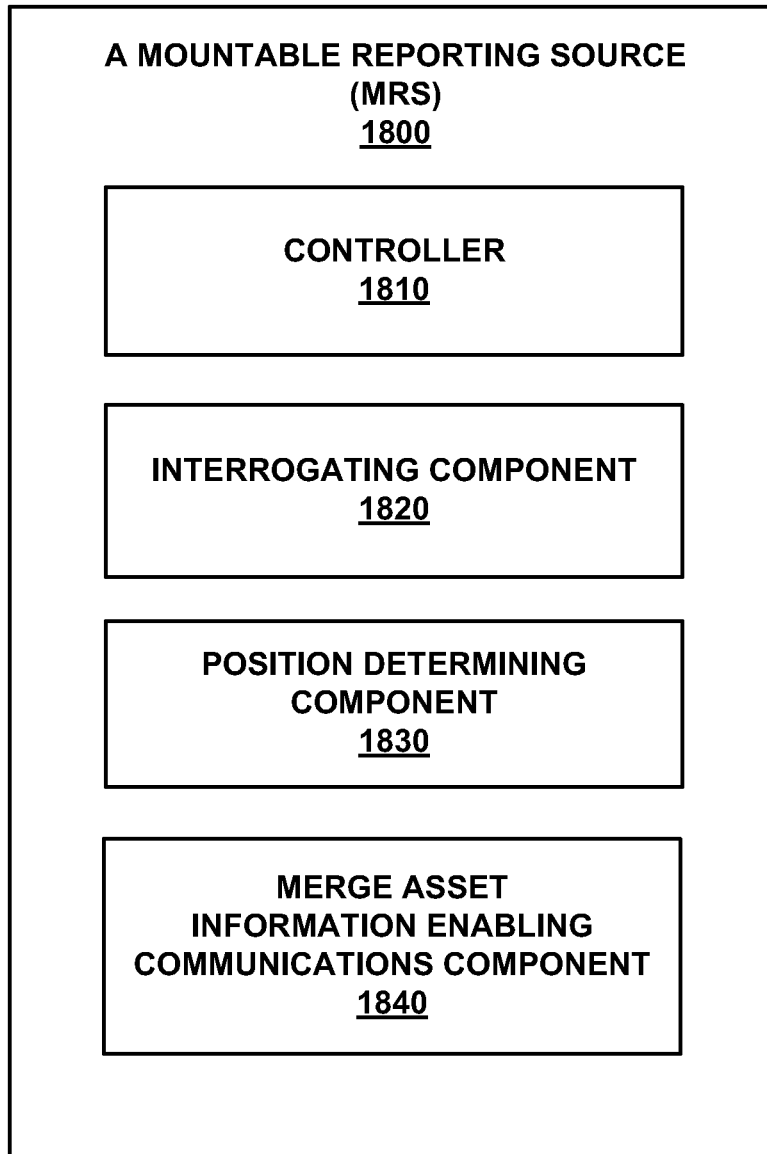 A MOUNTABLE REPORTING SOURCE
(MRS)
1800
CONTROLLER
1810
INTERROGATING COMPONENT
1820
POSITION DETERMINING
COMPONENT
1830
MERGE ASSET
INFORMATION ENABLING
COMMUNICATIONS COMPONENT
1840